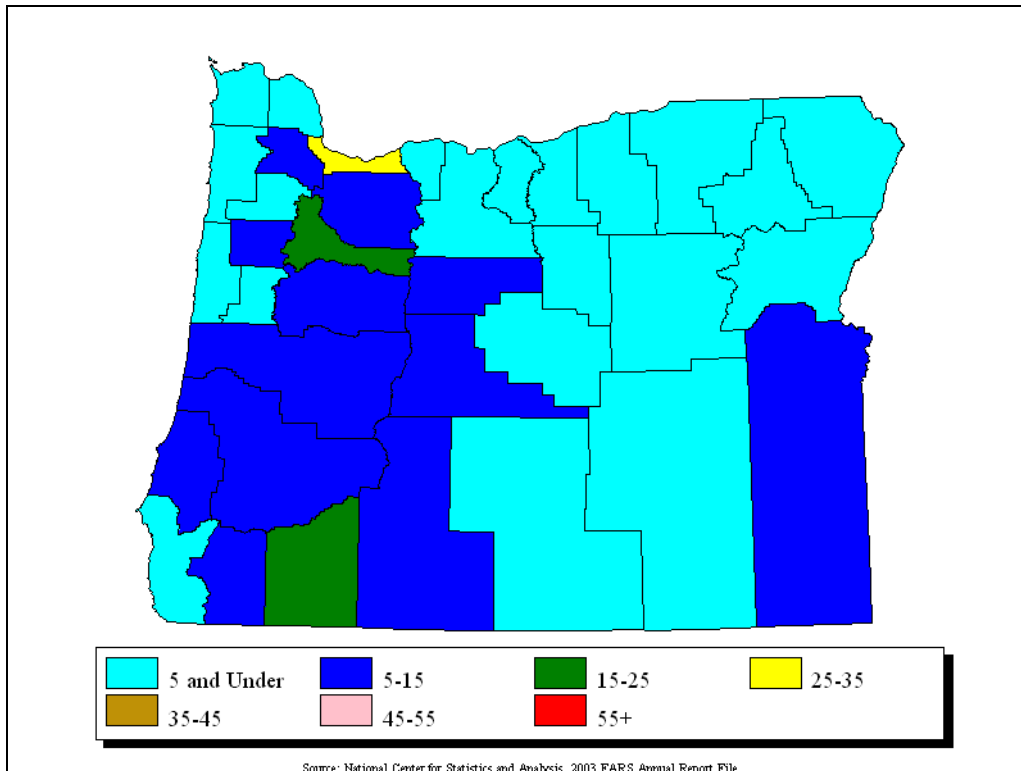 5 and Under 5-15 15-25 25-35
35-45 45-55 55+
Source: National Center for Statistics and Analysis, 2003 FARS Annual Report File